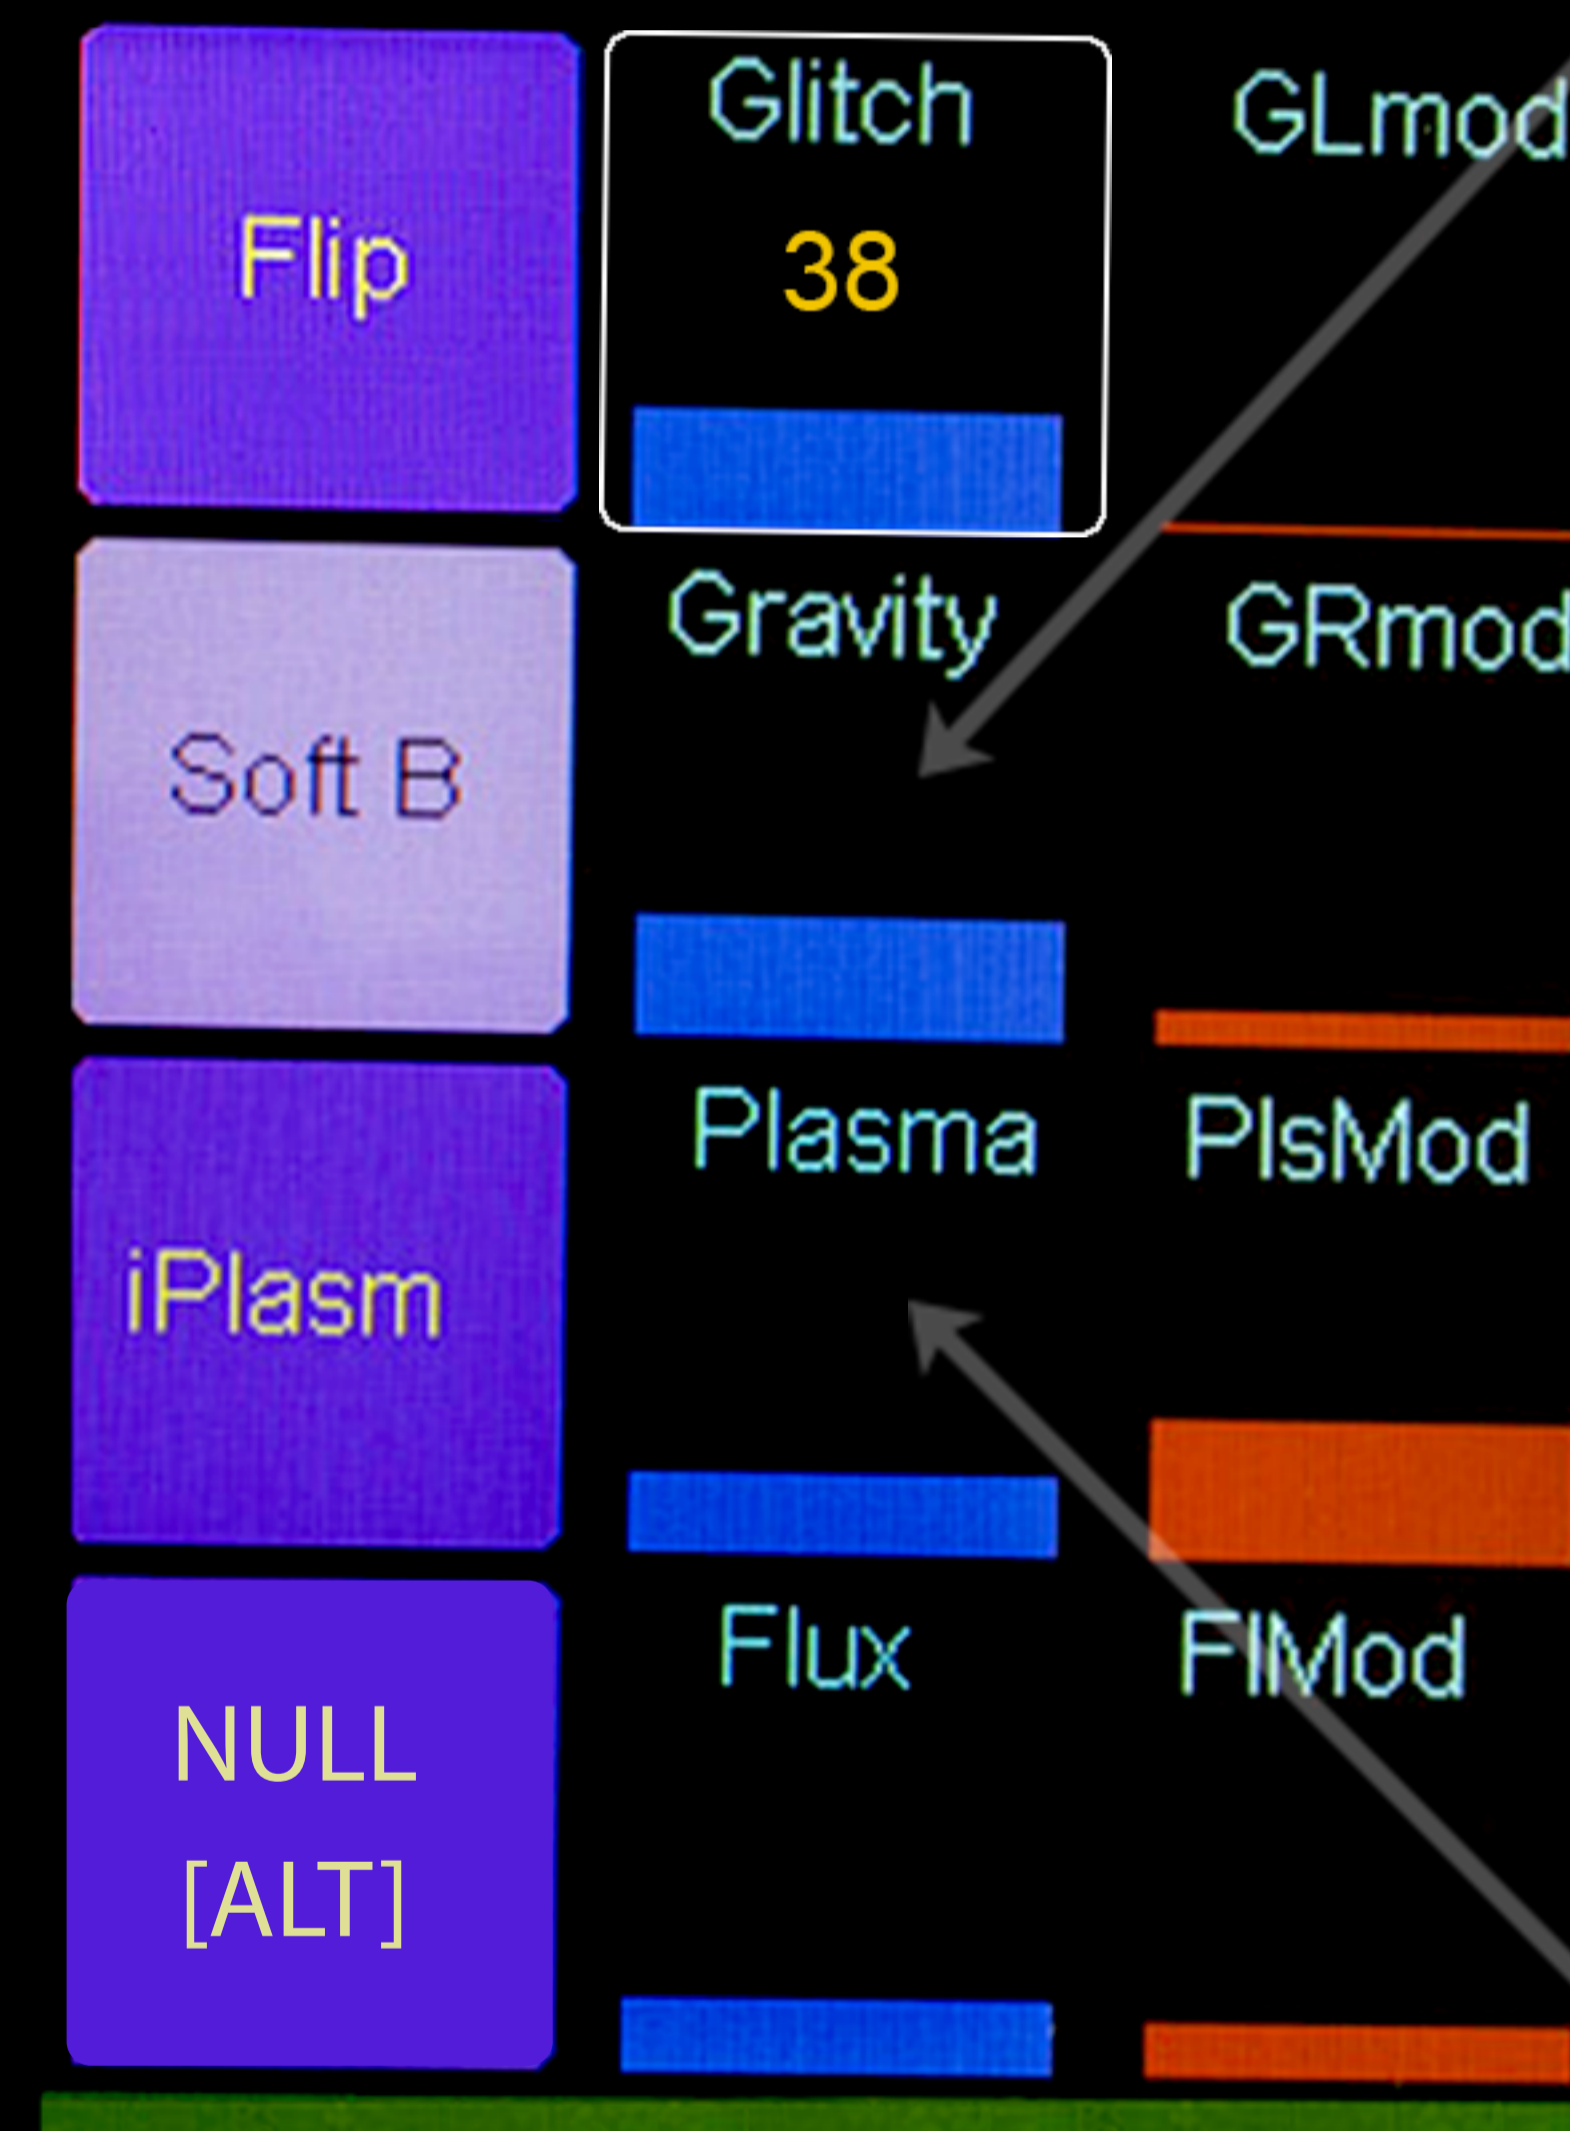 Flip
Glitch
38
GLmod
Soft B
Gravity
GRmod
iPlasm
Plasma
PlsMod
NULL
[ALT]
Flux
FlMod